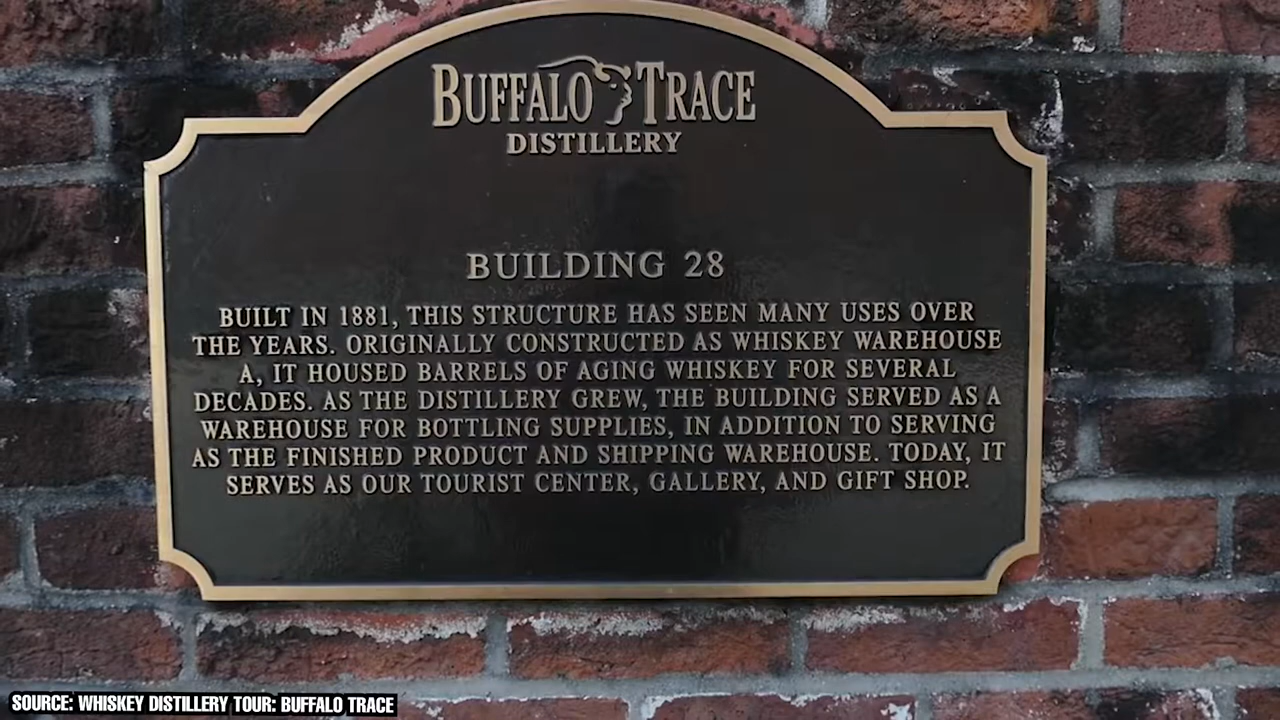 BUFFALO TRACE
DISTILLERY
BUILDING 28
BUILT IN 1881, THIS STRUCTURE HAS SEEN MANY USES OVER
THE YEARS. ORIGINALLY CONSTRUCTED AS WHISKEY WAREHOUSE
A, IT HOUSED BARRELS OF AGING WHISKEY FOR SEVERAL
DECADES. AS THE DISTILLERY GREW, THE BUILDING SERVED AS A
WAREHOUSE FOR BOTTLING SUPPLIES, IN ADDITION TO SERVING
AS THE FINISHED PRODUCT AND SHIPPING WAREHOUSE. TODAY, IT
SERVES AS OUR TOURIST CENTER, GALLERY, AND GIFT SHOP.
SOURCE: WHISKEY DISTILLERY TOUR: BUFFALO TRACE